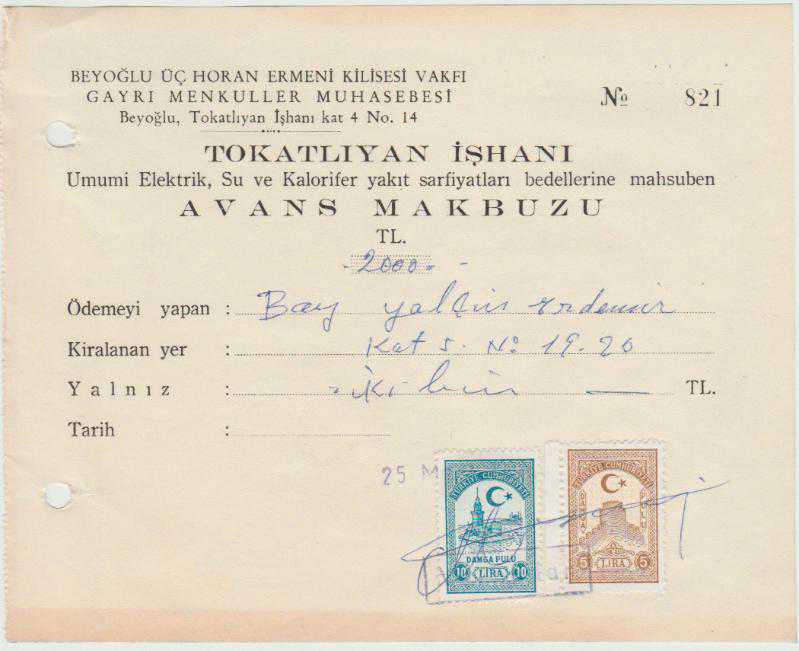 BEYOĞLU ÜÇ HORAN ERMENİ KİLİSESİ VAKFI
GAYRI MENKULLER MUHASEBESİ
Beyoğlu, Tokatlıyan İşhanı kat 4 No. 14
№ 821
TOKATLIYAN İŞHANI
Umumi Elektrik, Su ve Kalorifer yakıt sarfiyatları bedellerine mahsuben
AVANS MAKBUZU
TL.
-2000.-
Ödemeyi yapan : Bay Yalçın Erdemir
Kiralanan yer : Kat 5. No 19-20
Yalnız : -iki bin — TL.
Tarih :
25 M
TÜRKİYE CUMHURİYETİ
DAMGA PULU
10 LİRA 10
TÜRKİYE CUMHURİYETİ
5 LİRA 5